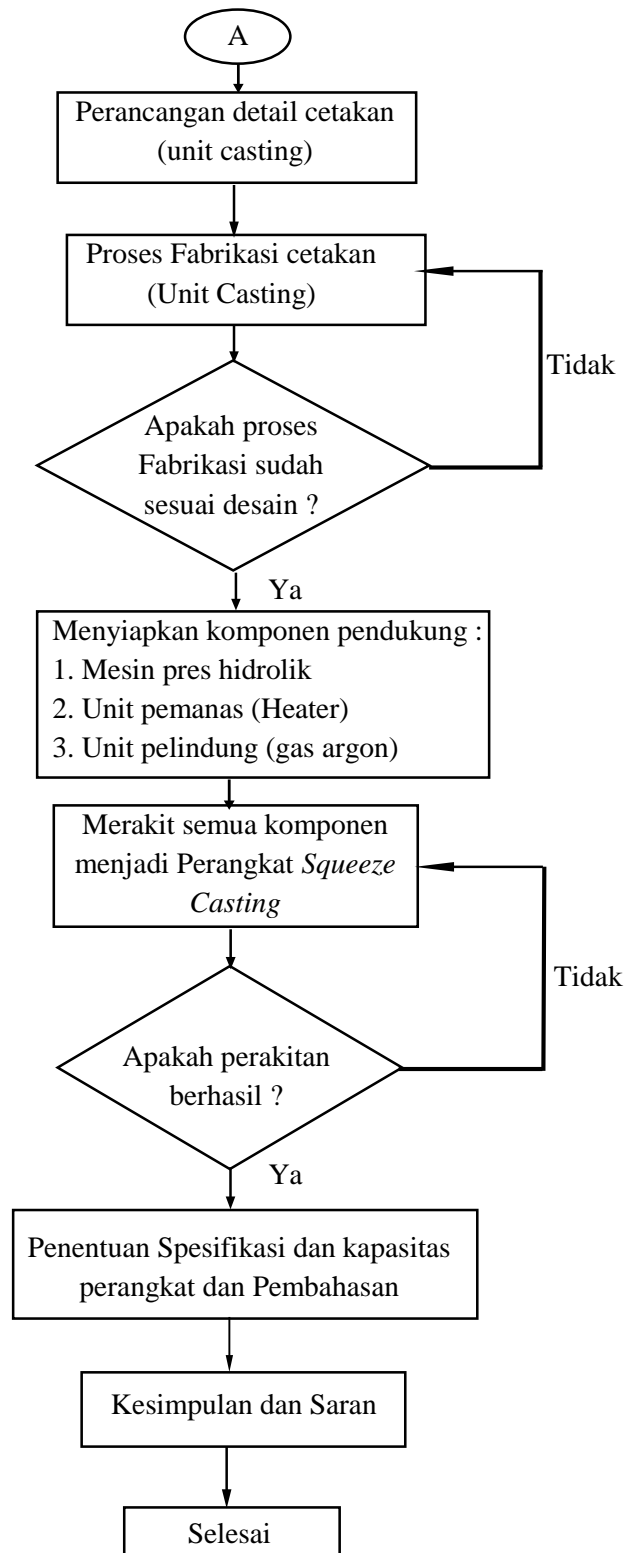 A
Perancangan detail cetakan
(unit casting)
Proses Fabrikasi cetakan
(Unit Casting)
Tidak
Apakah proses
Fabrikasi sudah
sesuai desain ?
Ya
Menyiapkan komponen pendukung :
1. Mesin pres hidrolik
2. Unit pemanas (Heater)
3. Unit pelindung (gas argon)
Merakit semua komponen
menjadi Perangkat Squeeze
Casting
Tidak
Apakah perakitan
berhasil ?
Ya
Penentuan Spesifikasi dan kapasitas
perangkat dan Pembahasan
Kesimpulan dan Saran
Selesai